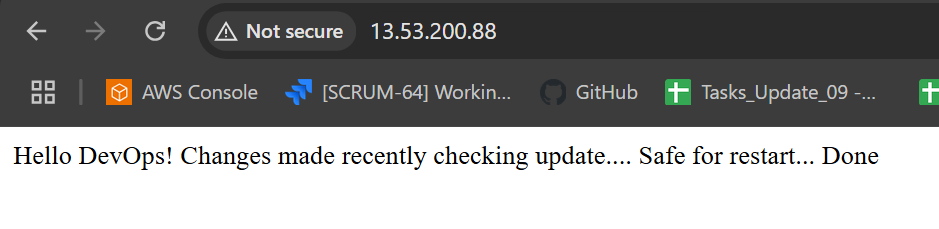 Not secure 13.53.200.88
AWS Console [SCRUM-64] Workin... GitHub Tasks_Update_09 -...
Hello DevOps! Changes made recently checking update.... Safe for restart... Done